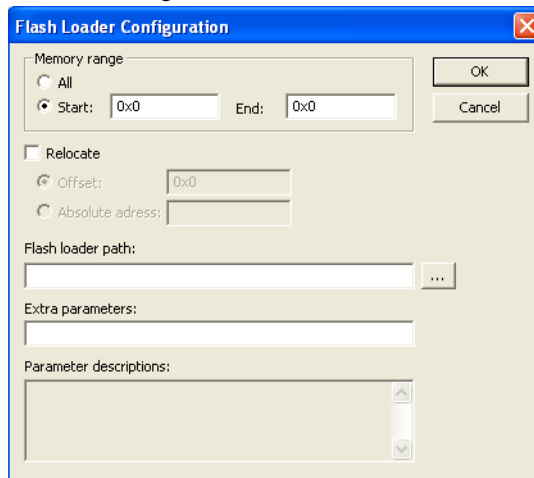 Flash Loader Configuration
Memory range
All
Start: 0x0 End: 0x0
OK
Cancel
Relocate
Offset: 0x0
Absolute adress:
Flash loader path:
...
Extra parameters:
Parameter descriptions: